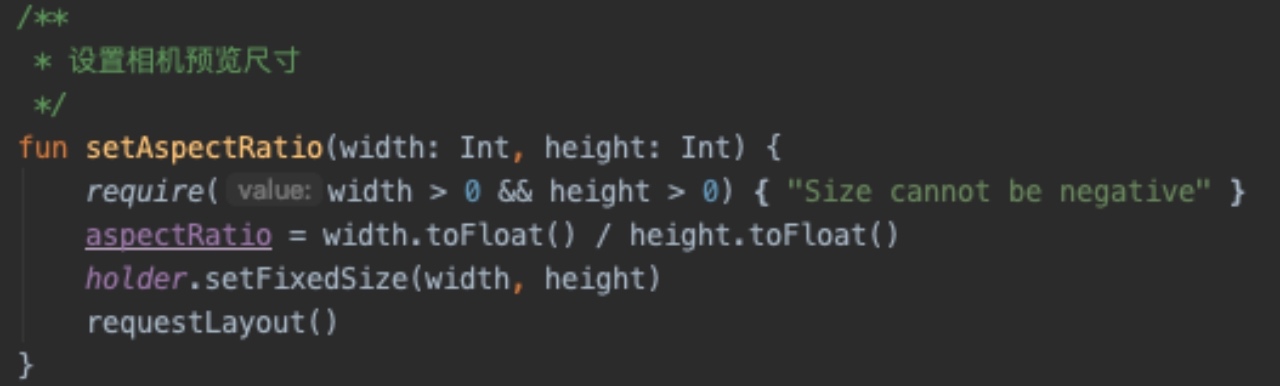 /**
 * 设置相机预览尺寸
 */
fun setAspectRatio(width: Int, height: Int) {
    require( value: width > 0 && height > 0) { "Size cannot be negative" }
    aspectRatio = width.toFloat() / height.toFloat()
    holder.setFixedSize(width, height)
    requestLayout()
}